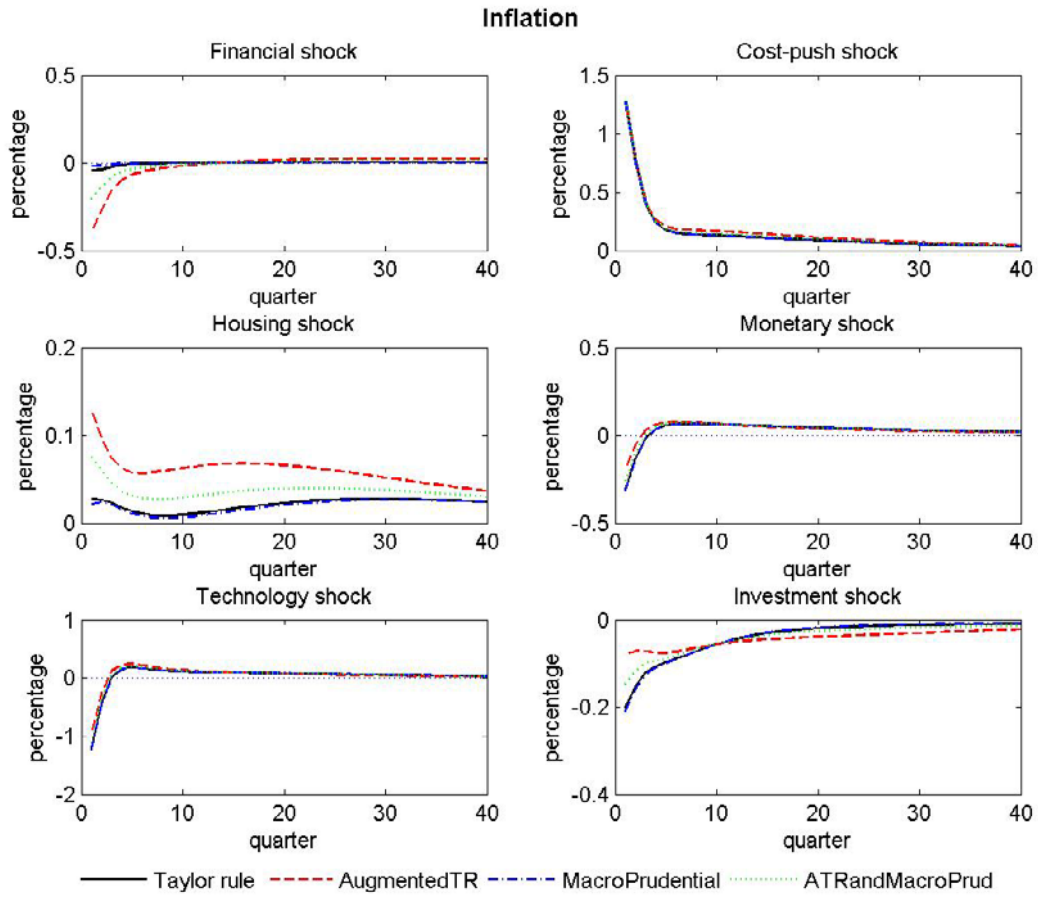 Inflation
Financial shock
Cost-push shock
0.5
0
-0.5
percentage
0 10 20 30 40
quarter
1.5
1
0.5
0
percentage
0 10 20 30 40
quarter
Housing shock
Monetary shock
0.2
0.1
0
percentage
0 10 20 30 40
quarter
0.5
0
-0.5
percentage
0 10 20 30 40
quarter
Technology shock
Investment shock
1
0
-1
-2
percentage
0 10 20 30 40
quarter
-0
-0.2
-0.4
percentage
0 10 20 30 40
quarter
Taylor rule AugmentedTR MacroPrudential ATRandMacroPrud